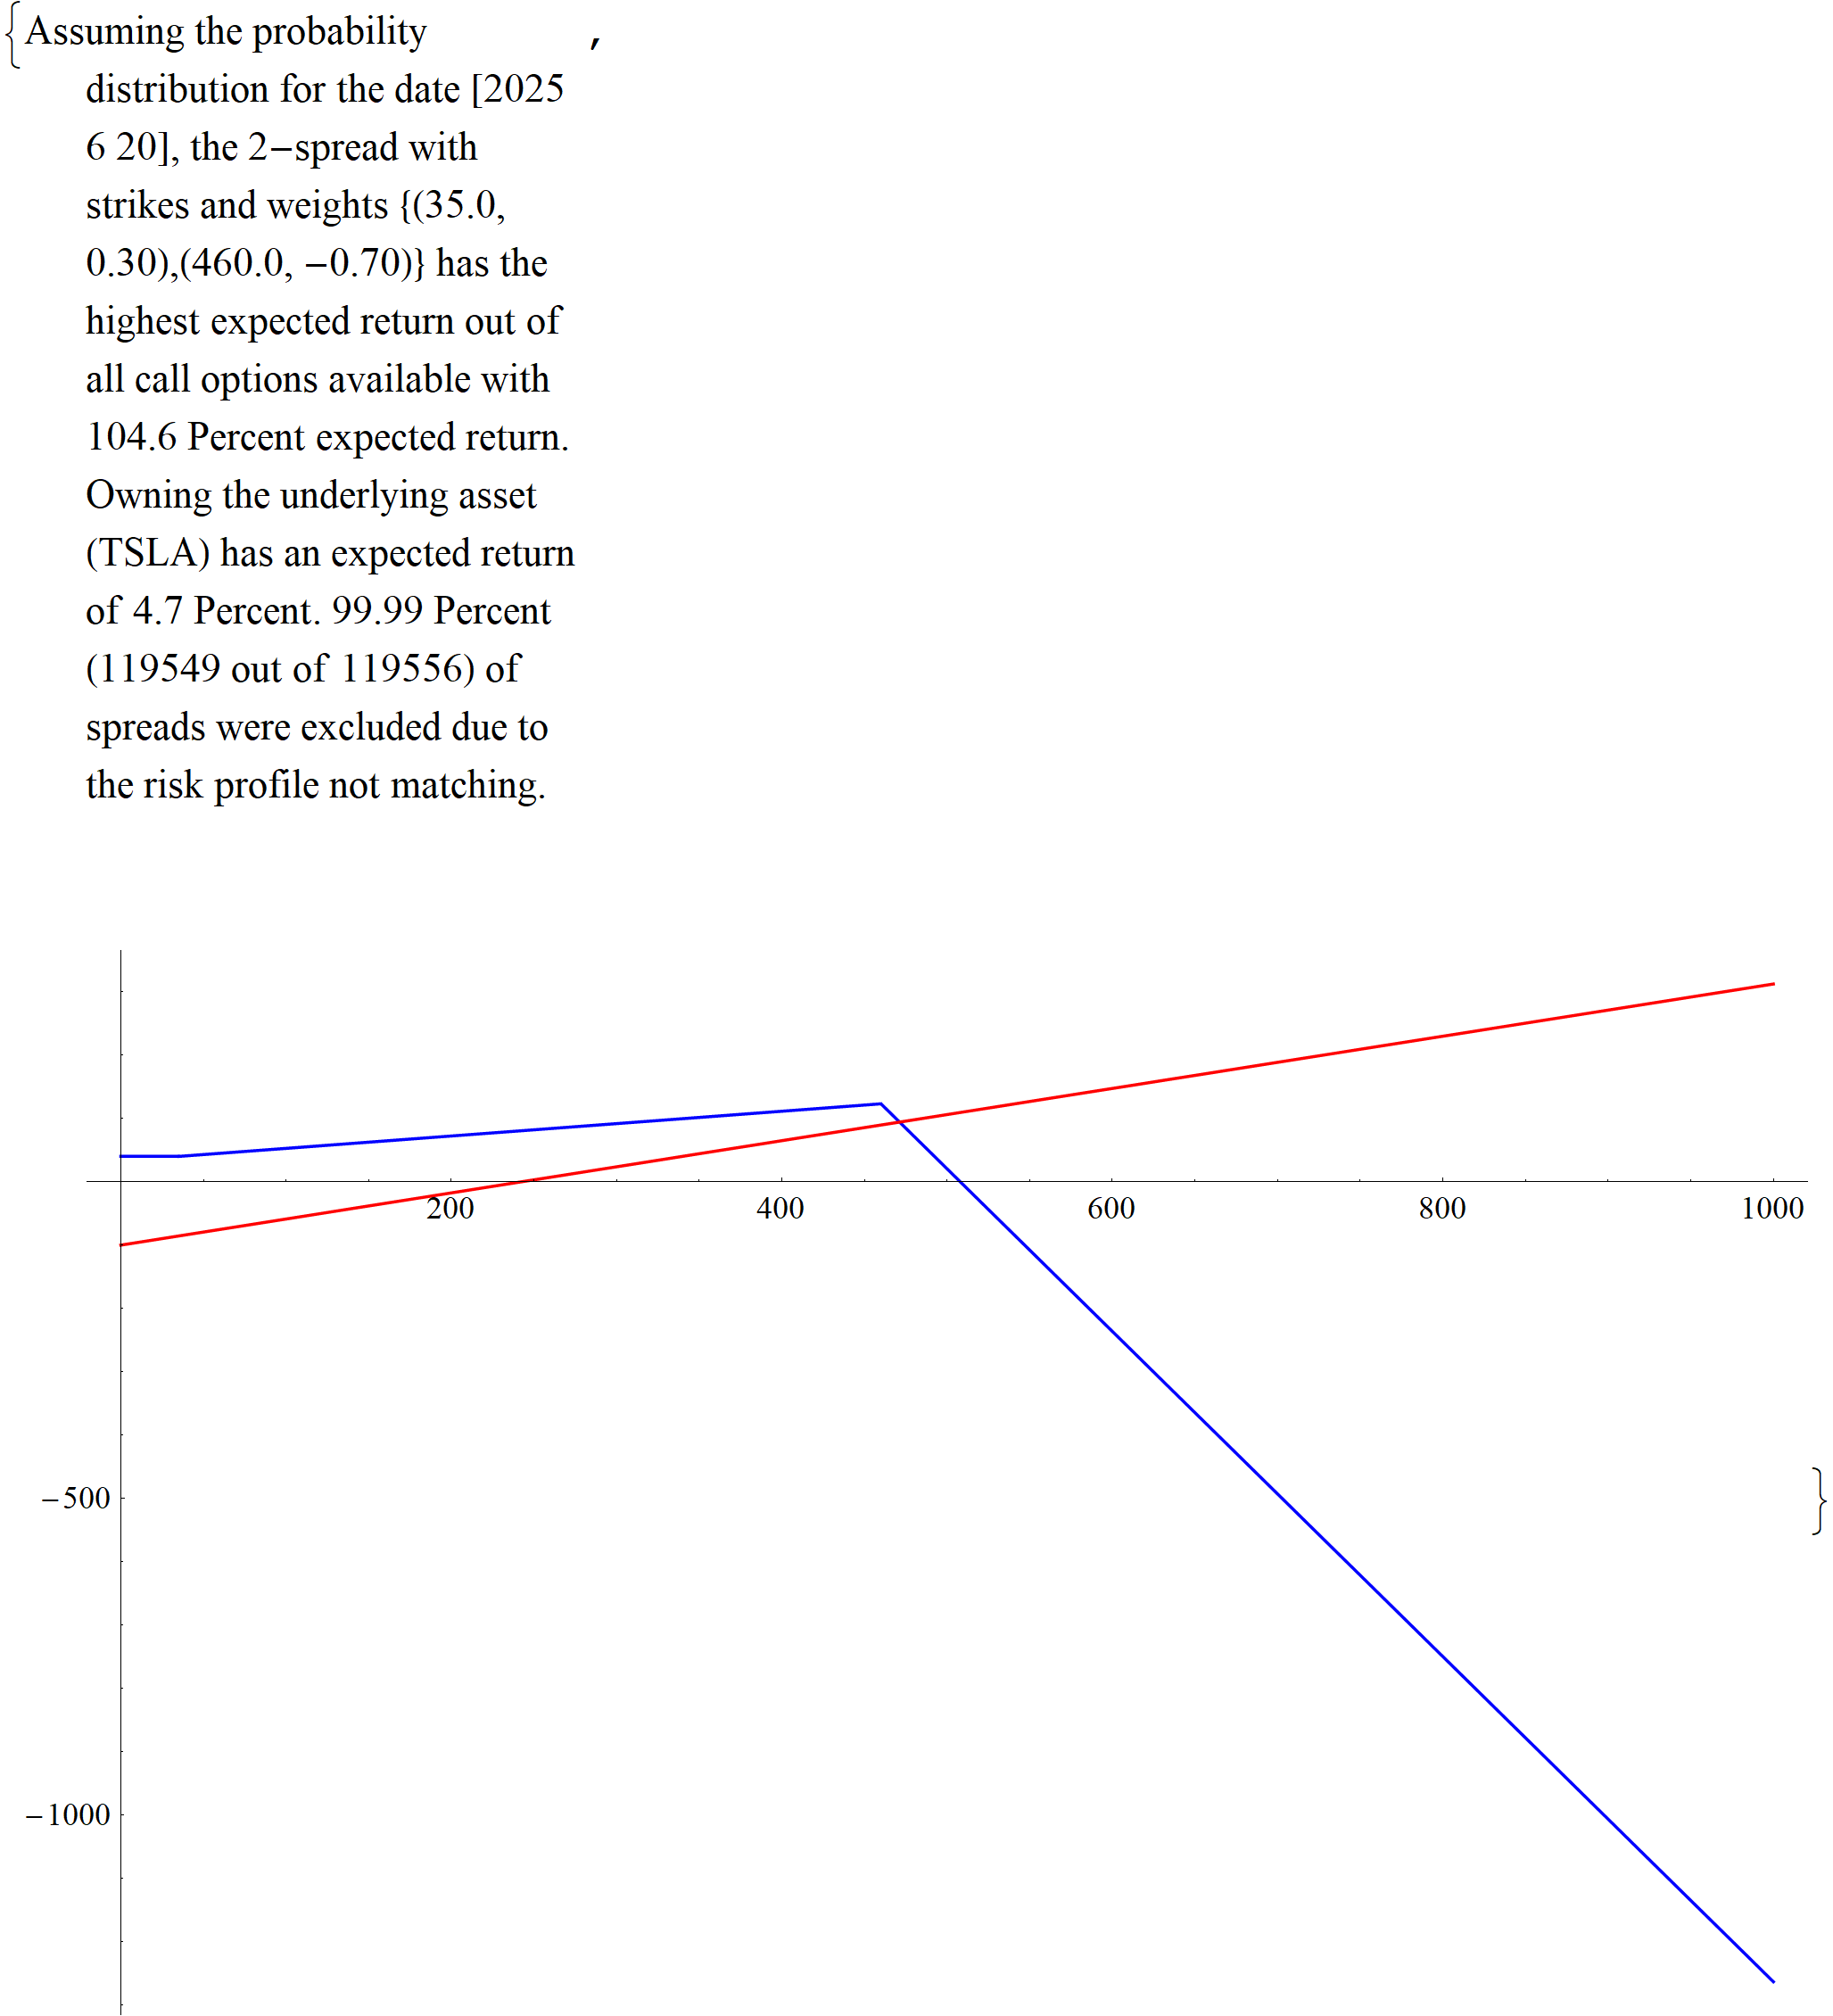 {Assuming the probability ,
distribution for the date [2025
6 20], the 2−spread with
strikes and weights {(35.0,
0.30),(460.0, −0.70)} has the
highest expected return out of
all call options available with
104.6 Percent expected return.
Owning the underlying asset
(TSLA) has an expected return
of 4.7 Percent. 99.99 Percent
(119549 out of 119556) of
spreads were excluded due to
the risk profile not matching.
200 400 600 800 1000
−500
}
−1000